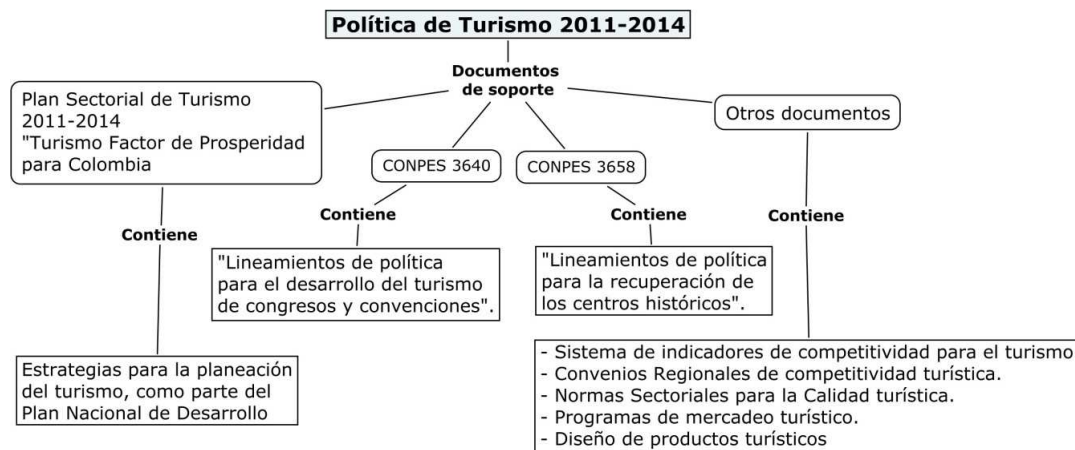 Política de Turismo 2011-2014
Documentos
de soporte
Plan Sectorial de Turismo
2011-2014
"Turismo Factor de Prosperidad
para Colombia
CONPES 3640
CONPES 3658
Otros documentos
Contiene
Contiene
Contiene
Contiene
"Lineamientos de política
para el desarrollo del turismo
de congresos y convenciones".
"Lineamientos de política
para la recuperación de
los centros históricos".
Estrategias para la planeación
del turismo, como parte del
Plan Nacional de Desarrollo
- Sistema de indicadores de competitividad para el turismo
- Convenios Regionales de competitividad turística.
- Normas Sectoriales para la Calidad turística.
- Programas de mercadeo turístico.
- Diseño de productos turísticos